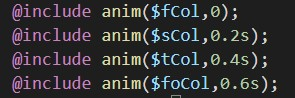 @include anim($fCol,0);
@include anim($sCol,0.2s);
@include anim($tCol,0.4s);
@include anim($foCol,0.6s);